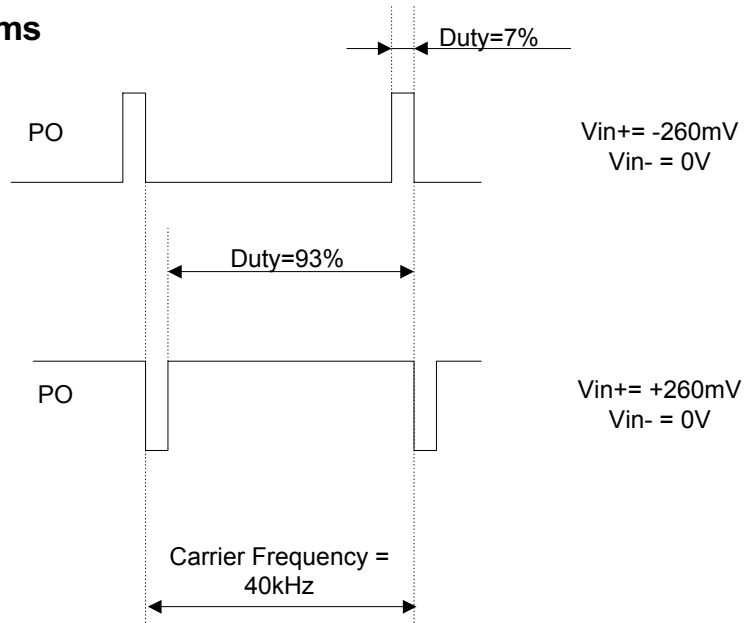 ms
Duty=7%
PO
Vin+= -260mV
Vin- = 0V
Duty=93%
PO
Vin+= +260mV
Vin- = 0V
Carrier Frequency =
40kHz